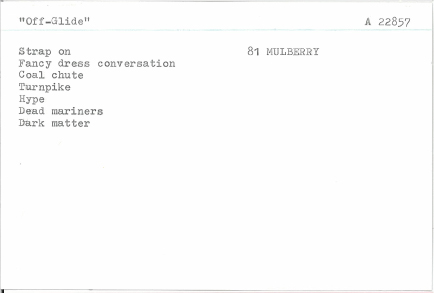 "Off-Glide" A 22857
Strap on 81 MULBERRY
Fancy dress conversation
Coal chute
Turnpike
Hype
Dead mariners
Dark matter